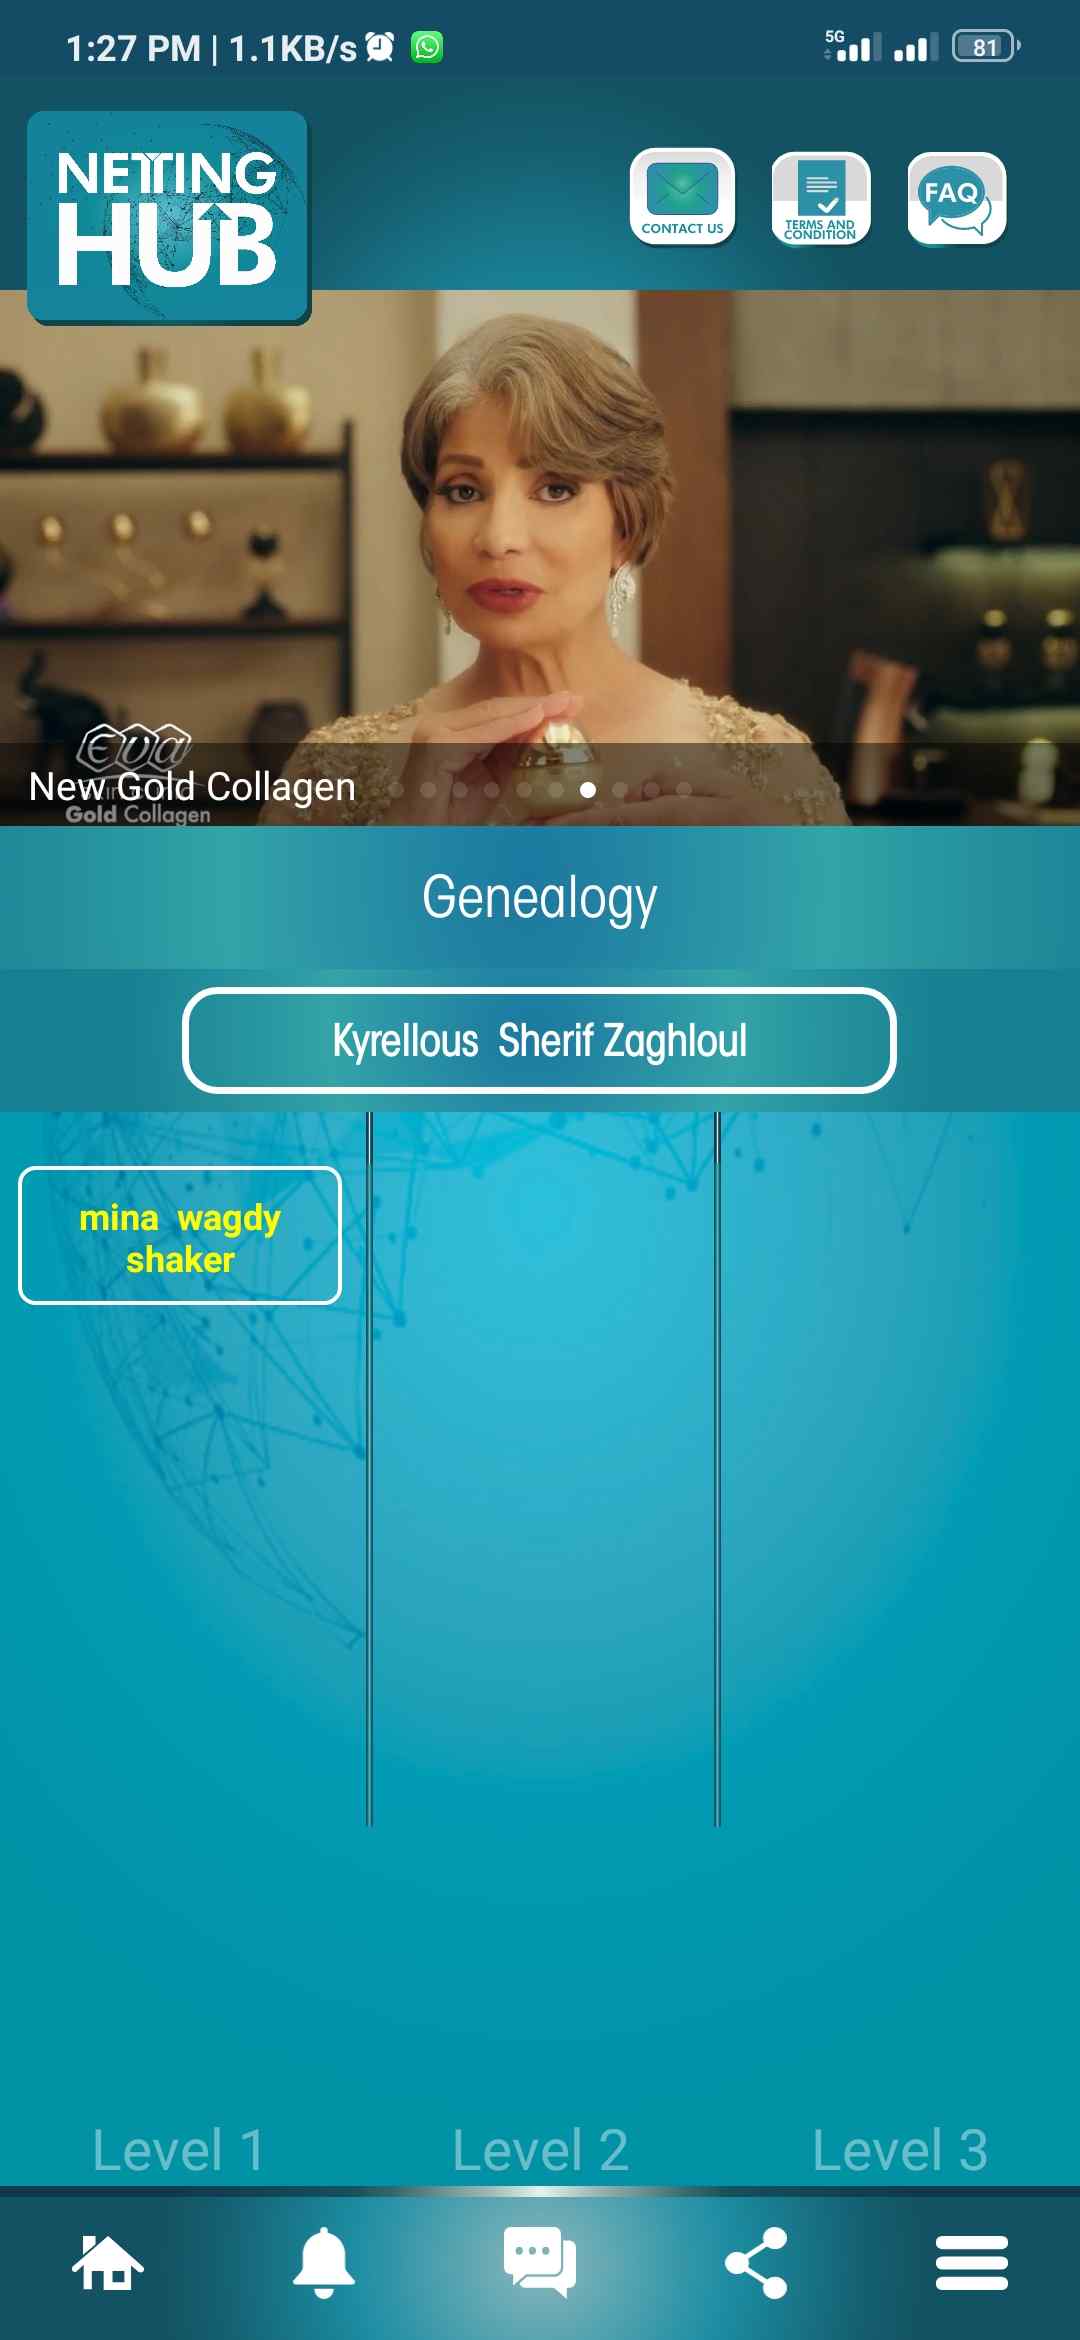 1:27 PM | 1.1KB/s
5G
81
NETTING
HUB
CONTACT US
TERMS AND
CONDITION
FAQ
Eva
New Gold Collagen
Gold Collagen
Genealogy
Kyrellous Sherif Zaghloul
mina wagdy
shaker
Level 1 Level 2 Level 3